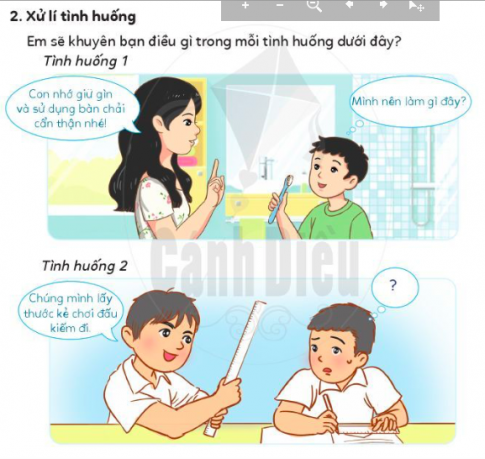 2. Xử lí tình huống
Em sẽ khuyên bạn điều gì trong mỗi tình huống dưới đây?
Tình huống 1
Con nhớ giữ gìn
và sử dụng bàn chải
cẩn thận nhé!
Mình nên làm gì đây?
Cánh Diều
Tình huống 2
Chúng mình lấy
thước kẻ chơi đấu
kiếm đi.
?